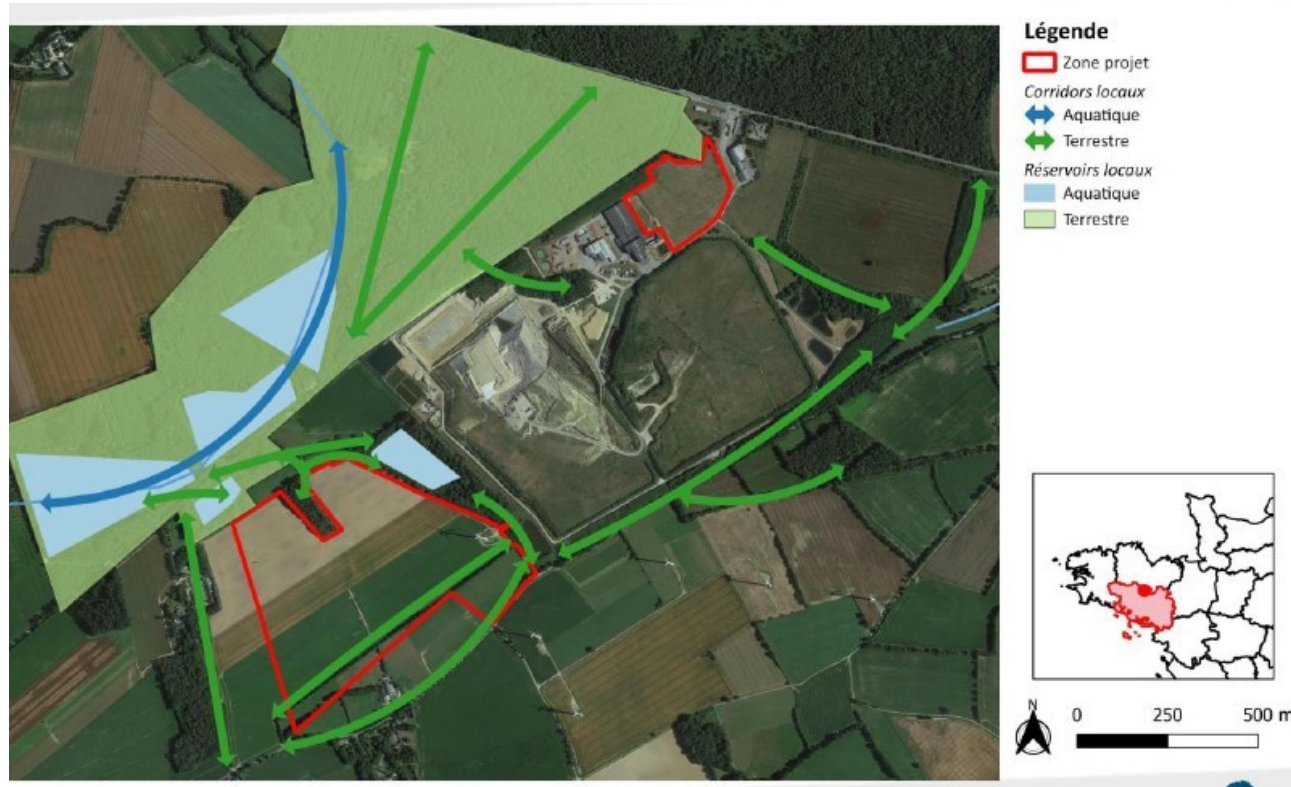 Légende
Zone projet
Corridors locaux
Aquatique
Terrestre
Réservoirs locaux
Aquatique
Terrestre
N
0 250 500 m